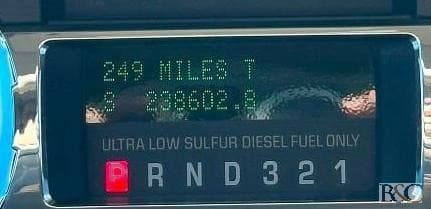 249 MILES T
S 238602.8
ULTRA LOW SULFUR DIESEL FUEL ONLY
P R N D 3 2 1
R&C